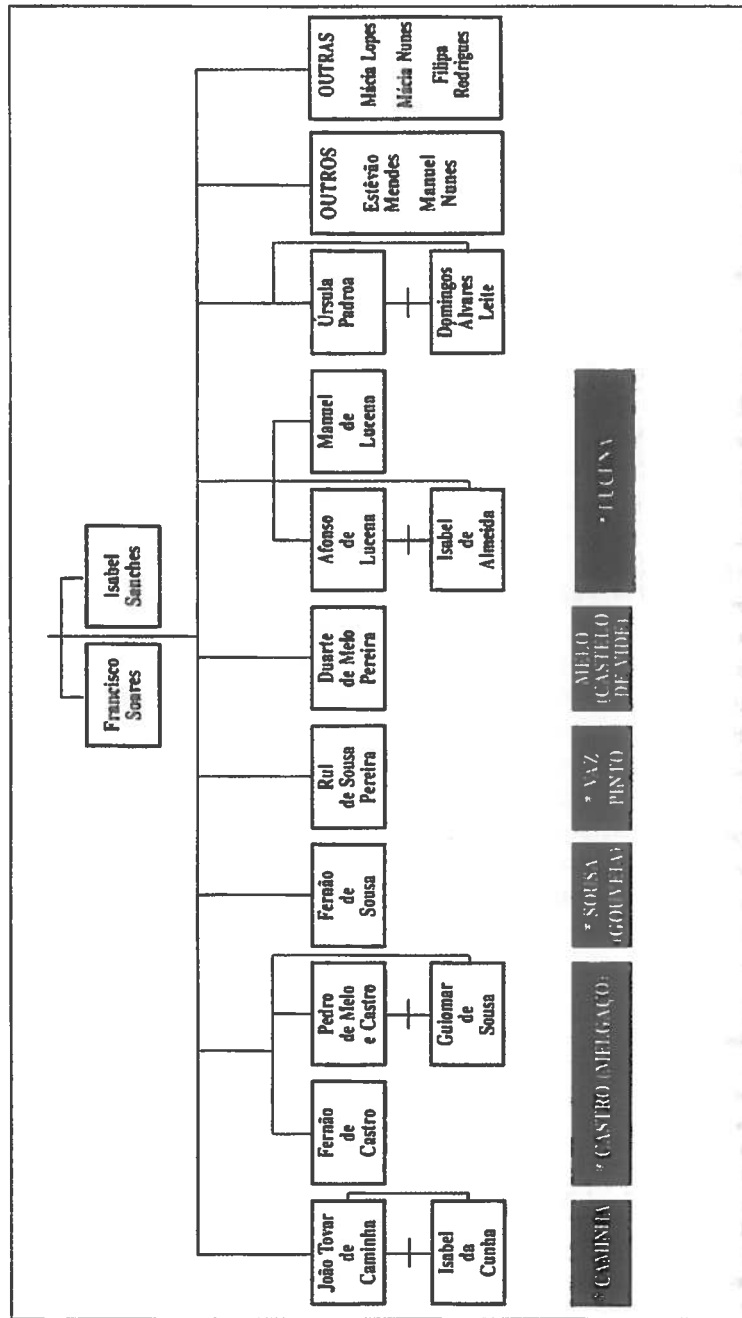 Francisco
Soares
Isabel
Sanches
João Tovar
de
Caminha
Isabel
da
Cunha
Fernão
de
Castro
Pedro
de Melo
e Castro
Guiomar
de
Sousa
Fernão
de
Sousa
Rui
de Sousa
Pereira
Duarte
de Melo
Pereira
Afonso
de
Lucena
Isabel
de
Almeida
Manuel
de
Lucena
Úrsula
Padroa
Domingos
Álvares
Leite
OUTROS
Estêvão
Mendes
Manuel
Nunes
OUTRAS
Mácia Lopes
Mácia Nunes
Filipa
Rodrigues
* CAMINHA
* CASTRO (MELGAÇO)
* SOUSA
(GOUVEIA)
* VAZ
PINTO
MELO
(CASTELO
DE VIDE)
* LUCENA